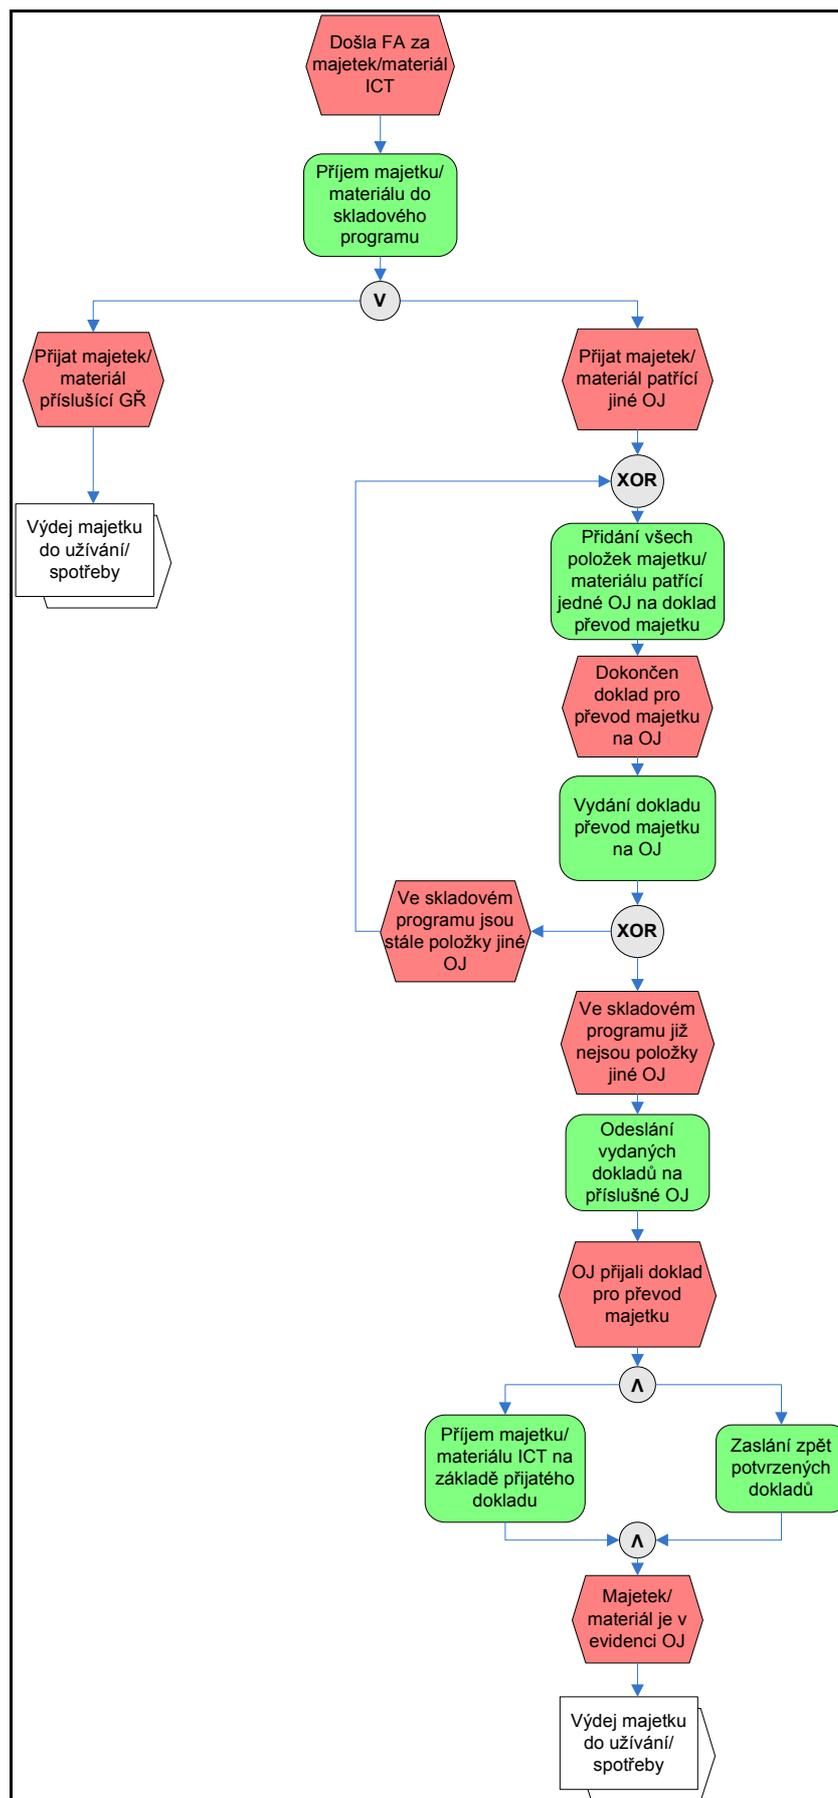 Došla FA za
majetek/materiál
ICT
Příjem majetku/
materiálu do
skladového
programu
V
Přijat majetek/
materiál
příslušící GŘ
Přijat majetek/
materiál patřící
jiné OJ
XOR
Výdej majetku
do užívání/
spotřeby
Přidání všech
položek majetku/
materiálu patřící
jedné OJ na doklad
převod majetku
Dokončen
doklad pro
převod majetku
na OJ
Vydání dokladu
převod majetku
na OJ
Ve skladovém
programu jsou
stále položky jiné
OJ
XOR
Ve skladovém
programu již
nejsou položky
jiné OJ
Odeslání
vydaných
dokladů na
příslušné OJ
OJ přijali doklad
pro převod
majetku
Λ
Příjem majetku/
materiálu ICT na
základě přijatého
dokladu
Zaslání zpět
potvrzených
dokladů
Λ
Majetek/
materiál je v
evidenci OJ
Výdej majetku
do užívání/
spotřeby